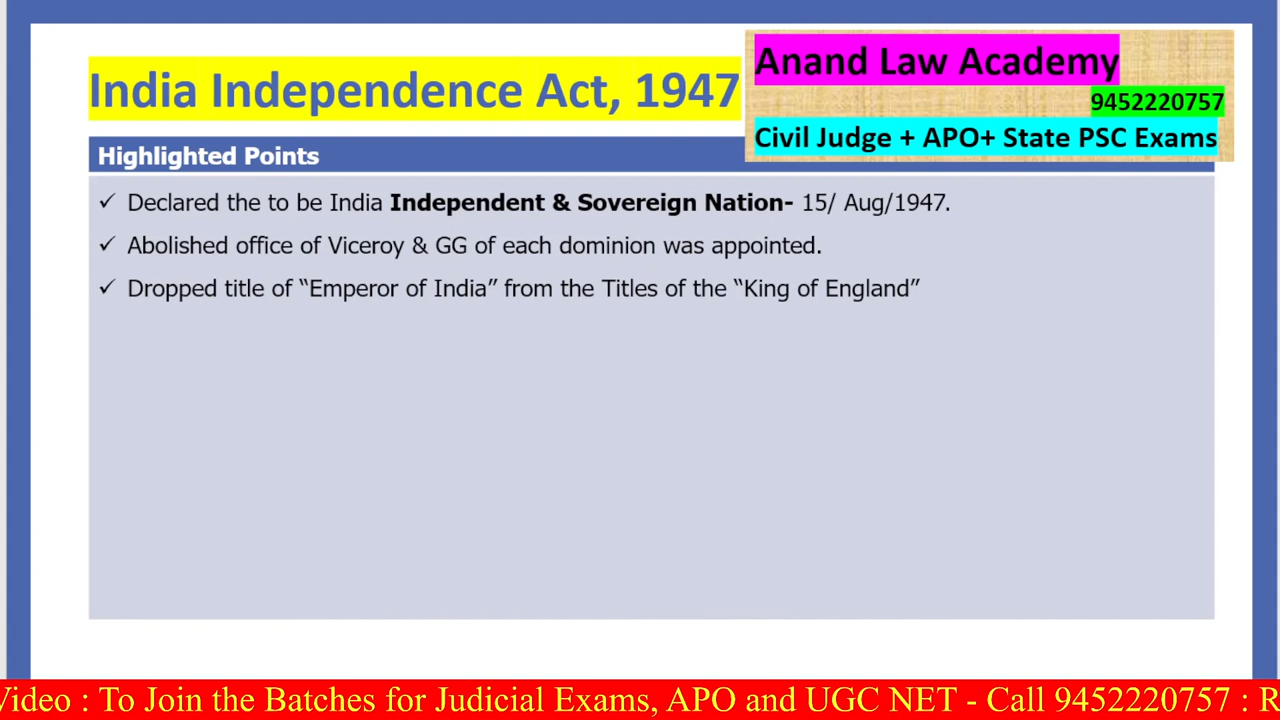 India Independence Act, 1947
Anand Law Academy
9452220757
Civil Judge + APO+ State PSC Exams
Highlighted Points
✓ Declared the to be India Independent & Sovereign Nation- 15/ Aug/1947.
✓ Abolished office of Viceroy & GG of each dominion was appointed.
✓ Dropped title of “Emperor of India” from the Titles of the “King of England”
Video : To Join the Batches for Judicial Exams, APO and UGC NET - Call 9452220757 : R